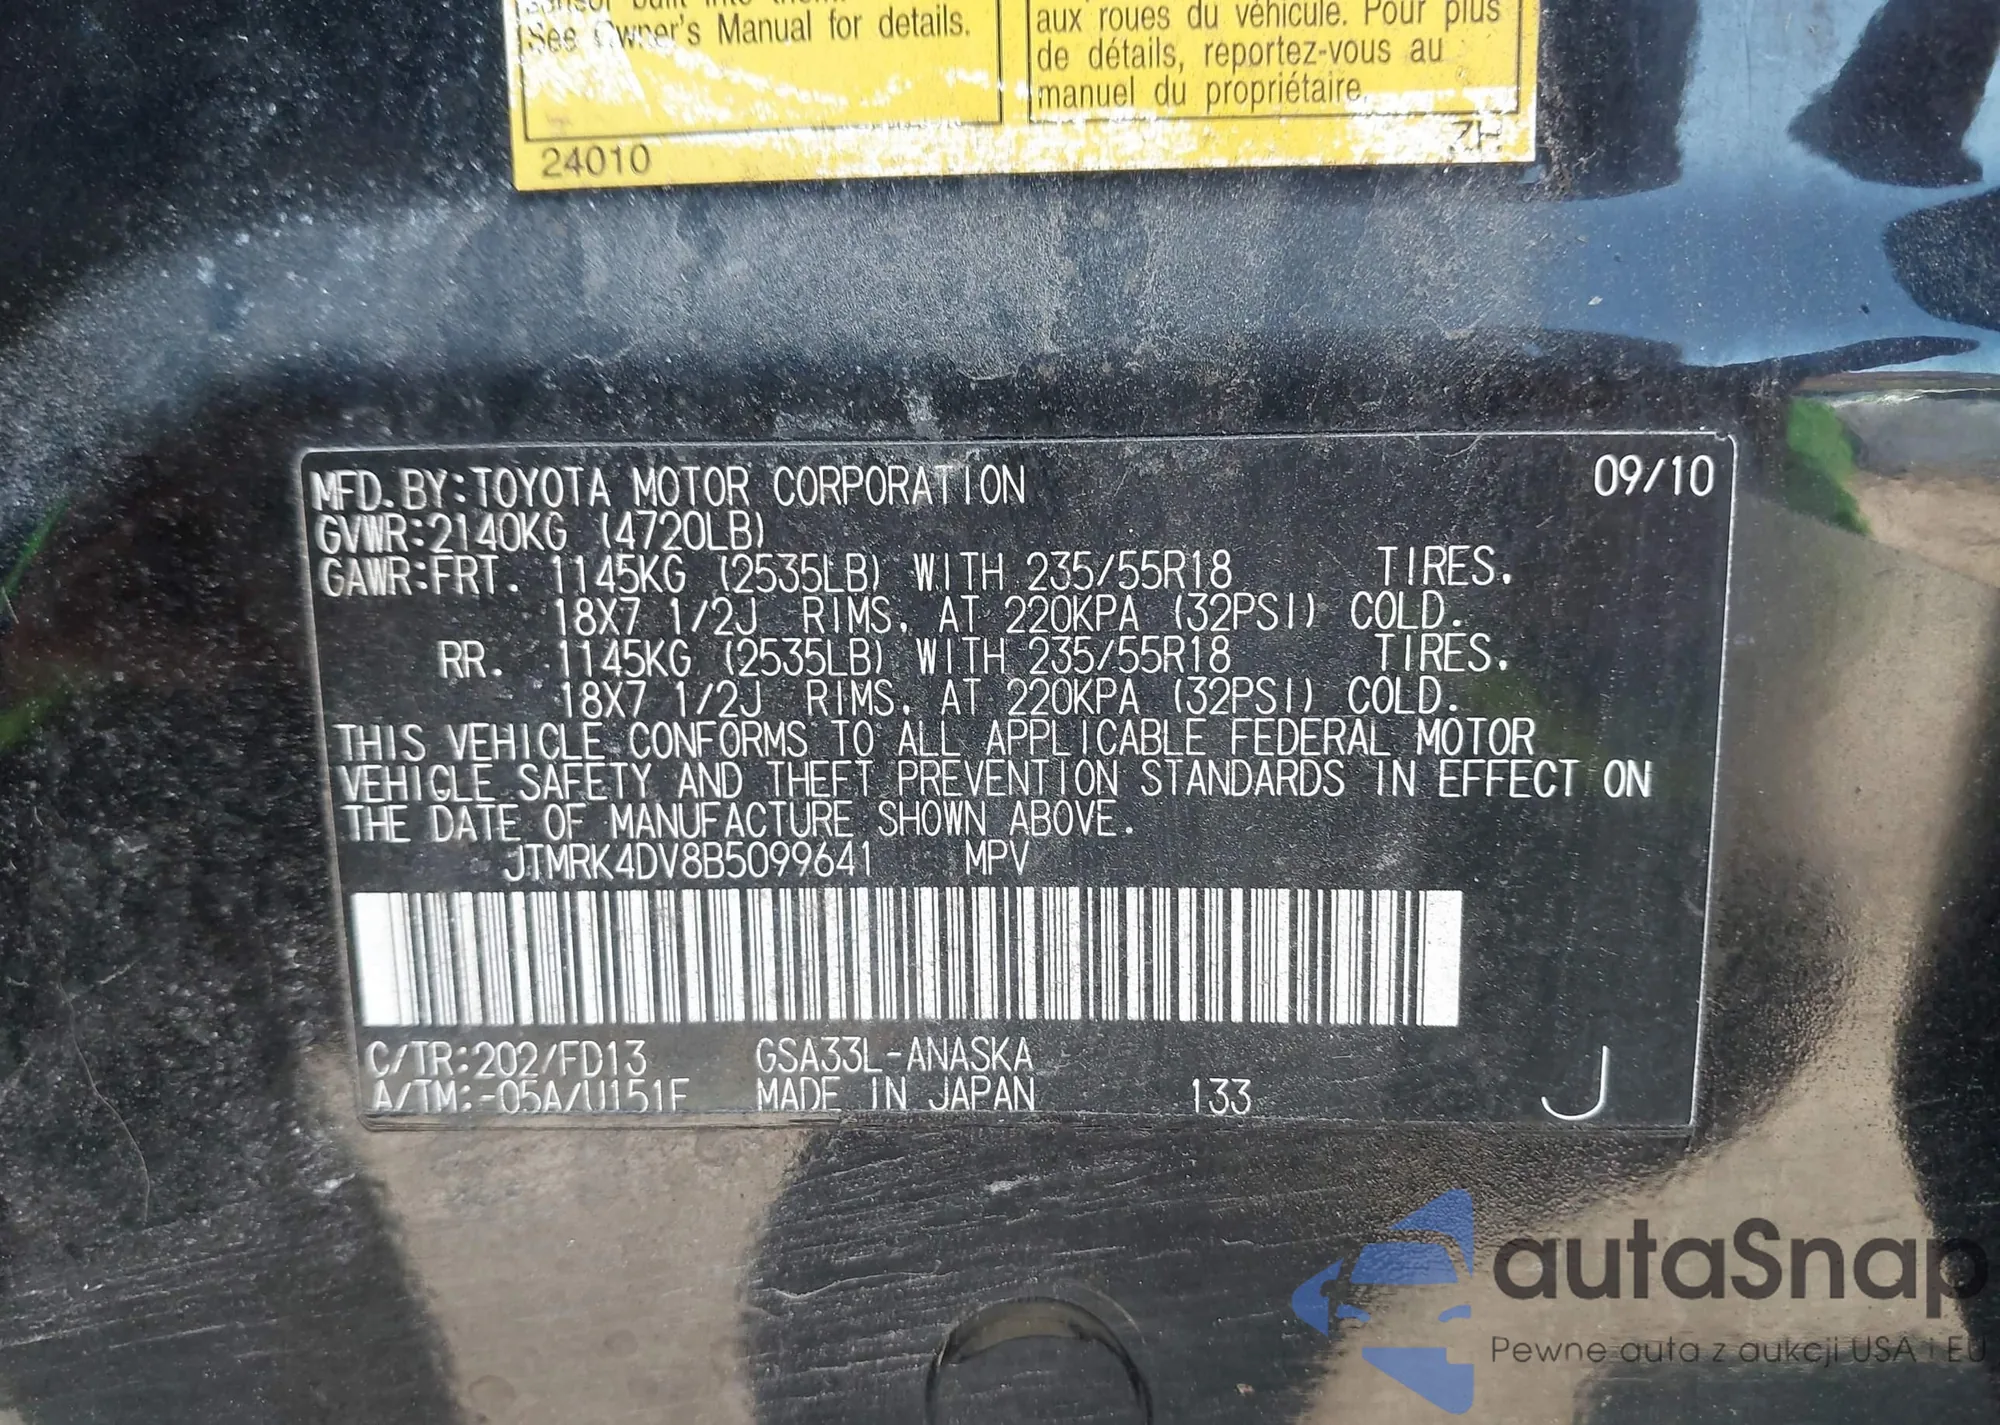 See Owner's Manual for details.
aux roues du véhicule. Pour plus
de détails, reportez-vous au
manuel du propriétaire.
24010
ZH
MFD.BY:TOYOTA MOTOR CORPORATION 09/10
GVWR:2140KG (4720LB)
GAWR:FRT. 1145KG (2535LB) WITH 235/55R18 TIRES.
18X7 1/2J RIMS, AT 220KPA (32PSI) COLD.
RR. 1145KG (2535LB) WITH 235/55R18 TIRES.
18X7 1/2J RIMS, AT 220KPA (32PSI) COLD.
THIS VEHICLE CONFORMS TO ALL APPLICABLE FEDERAL MOTOR
VEHICLE SAFETY AND THEFT PREVENTION STANDARDS IN EFFECT ON
THE DATE OF MANUFACTURE SHOWN ABOVE.
JTMRK4DV8B5099641 MPV
C/TR:202/FD13 GSA33L-ANASKA
A/TM:-05A/U151F MADE IN JAPAN 133 J
autaSnap
Pewne auta z aukcji USA i EU